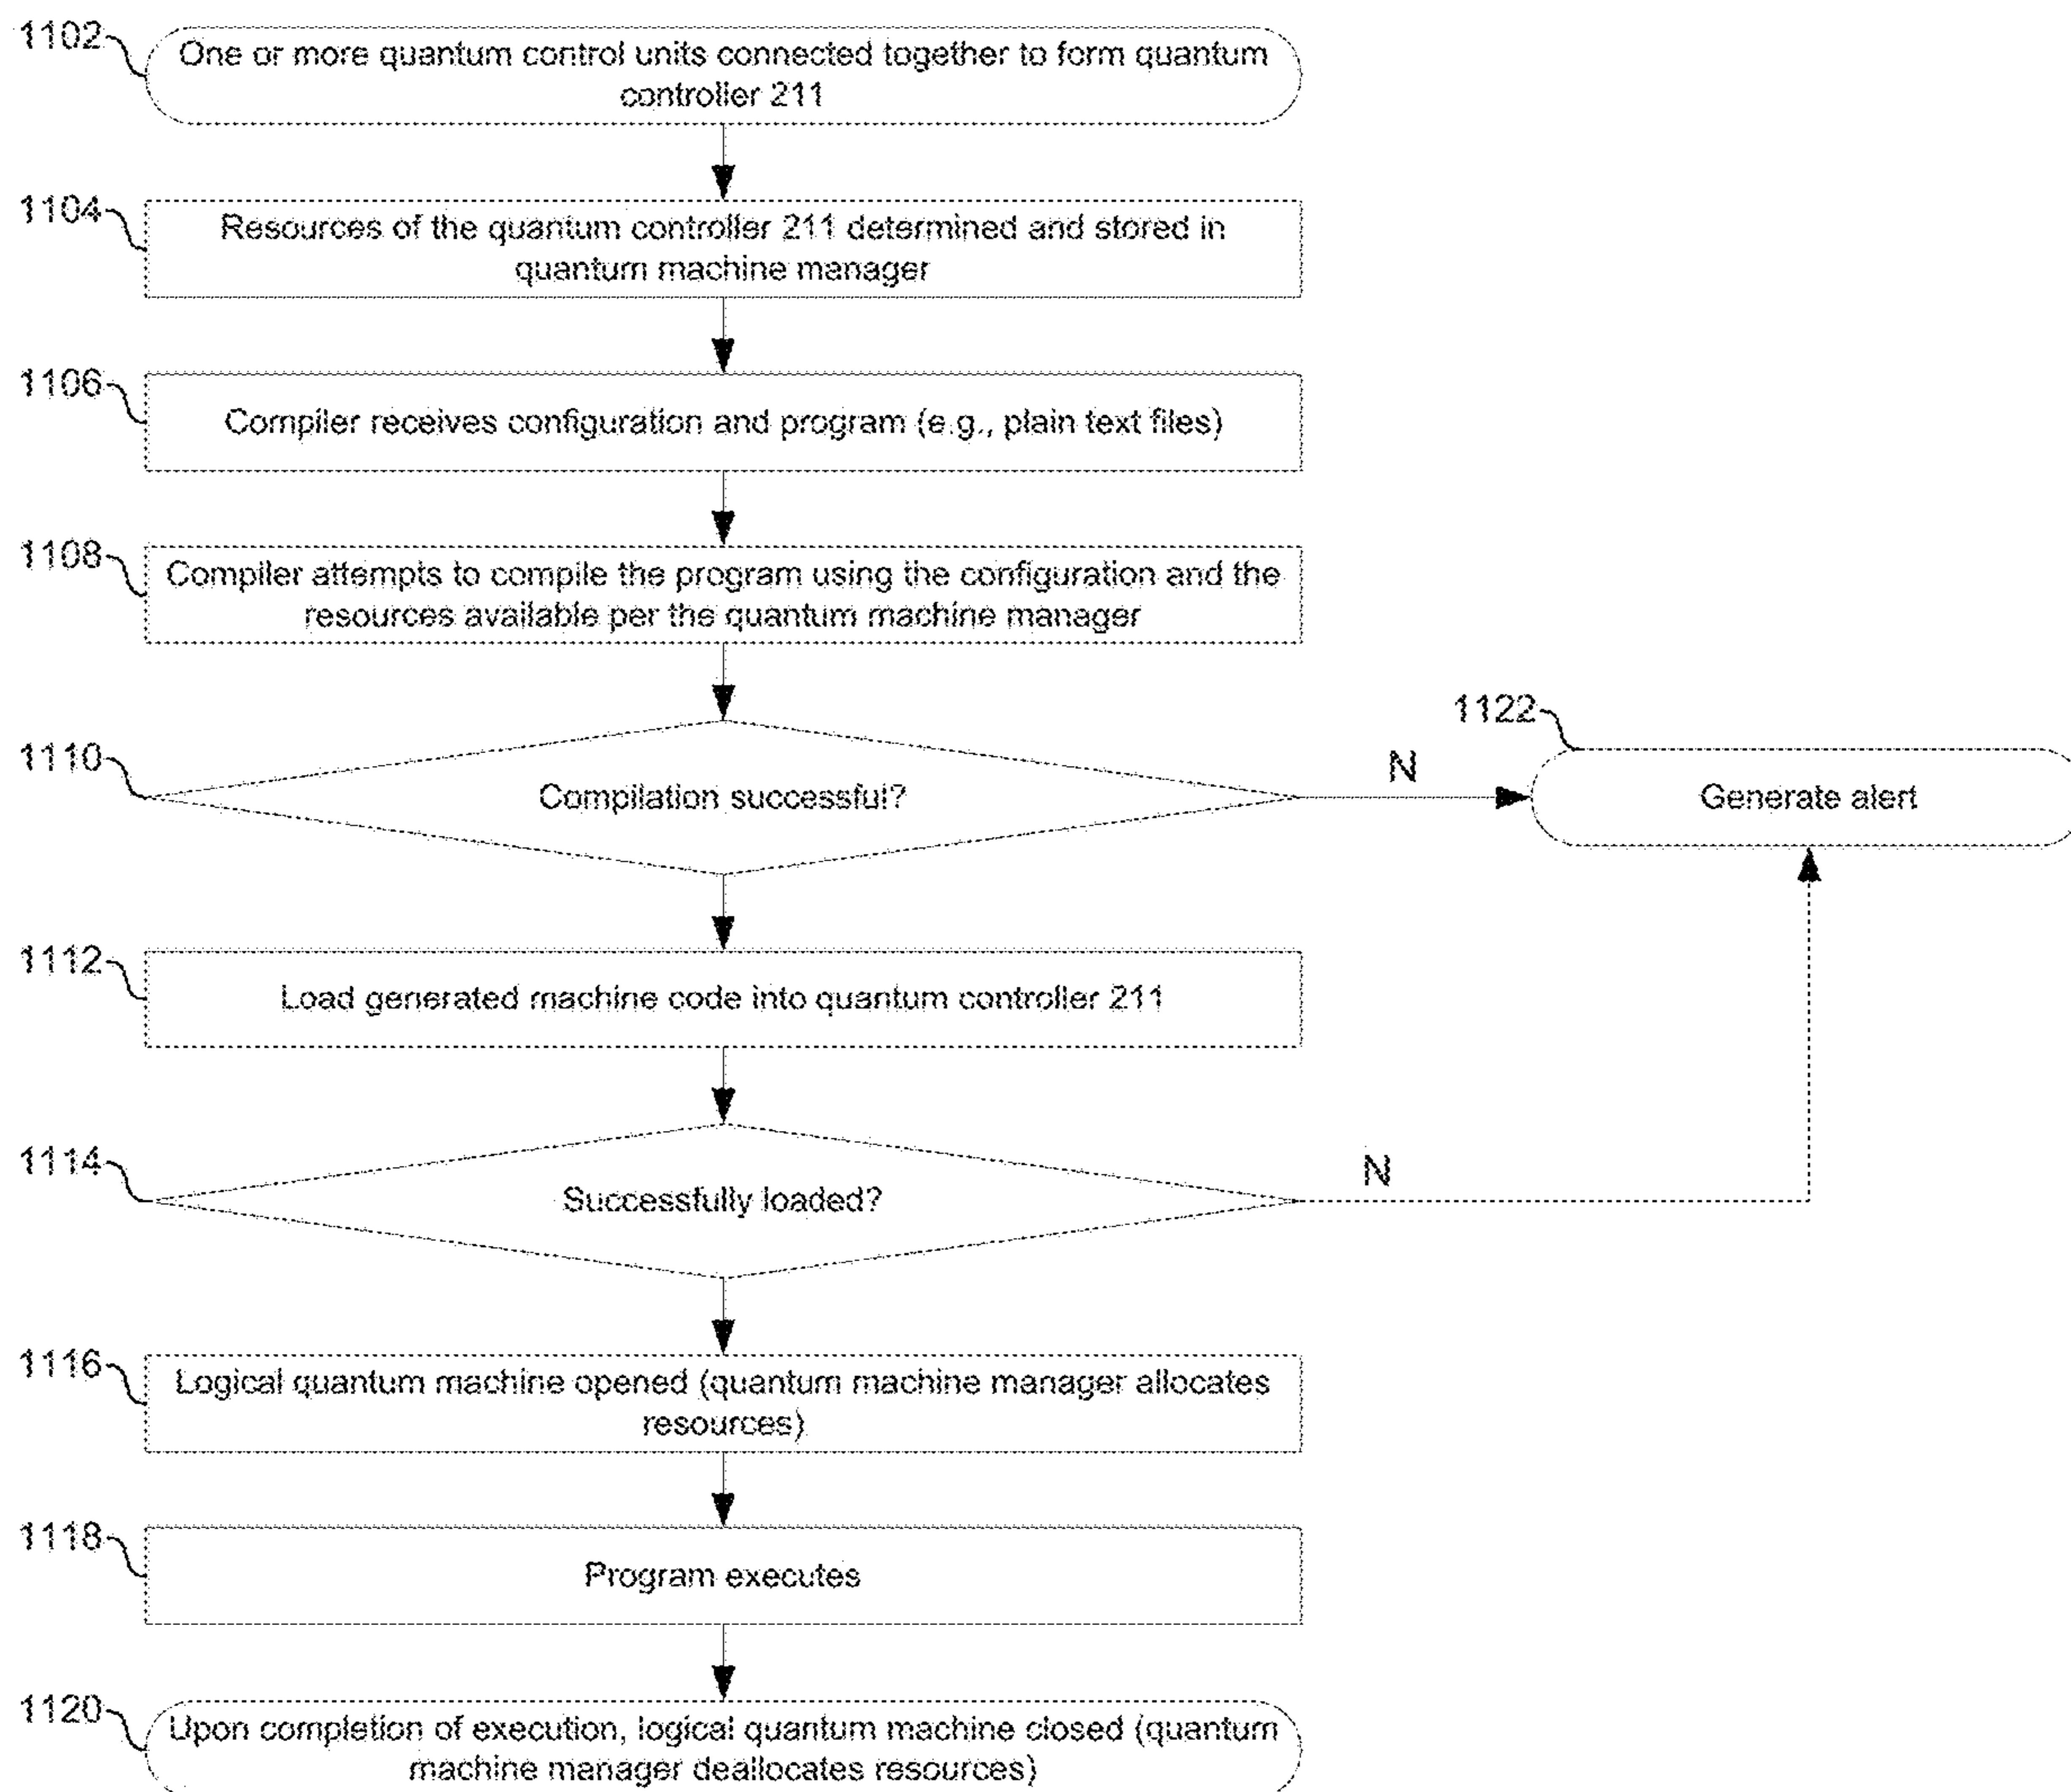 1102
One or more quantum control units connected together to form quantum
controller 211
1104
Resources of the quantum controller 211 determined and stored in
quantum machine manager
1106
Compiler receives configuration and program (e.g., plain text files)
1108
Compiler attempts to compile the program using the configuration and the
resources available per the quantum machine manager
1110
Compilation successful?
N
1122
Generate alert
1112
Load generated machine code into quantum controller 211
1114
Successfully loaded?
N
1116
Logical quantum machine opened (quantum machine manager allocates
resources)
1118
Program executes
1120
Upon completion of execution, logical quantum machine closed (quantum
machine manager deallocates resources)